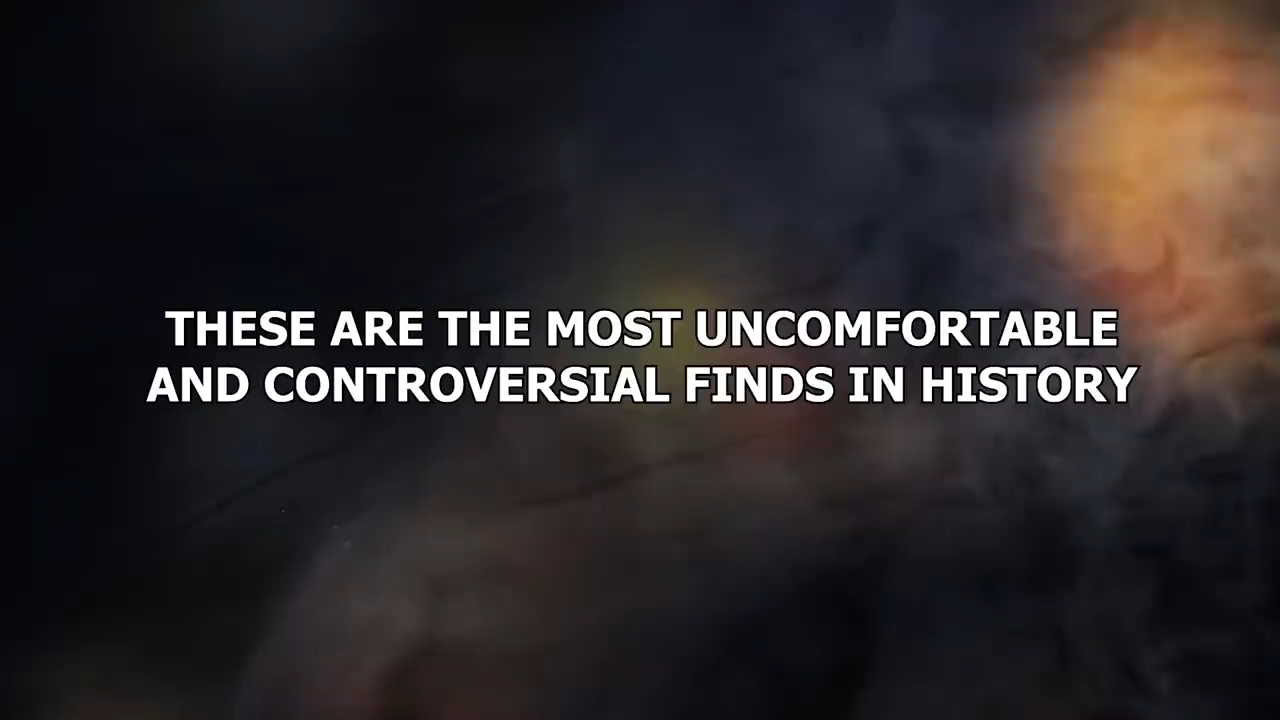 THESE ARE THE MOST UNCOMFORTABLE
AND CONTROVERSIAL FINDS IN HISTORY